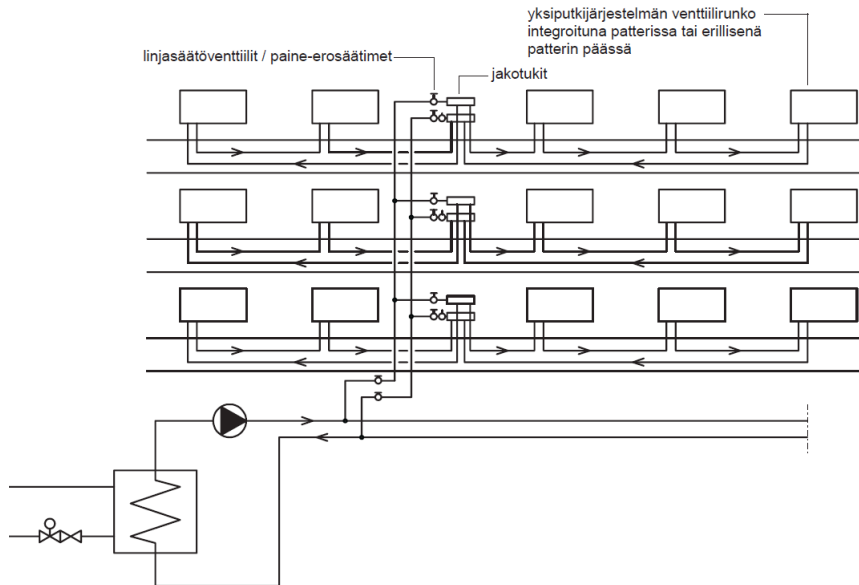 yksiputkijärjestelmän venttiilirunko
integroituna patterissa tai erillisenä
patterin päässä
linjasäätöventtiilit / paine-erosäätimet
jakotukit